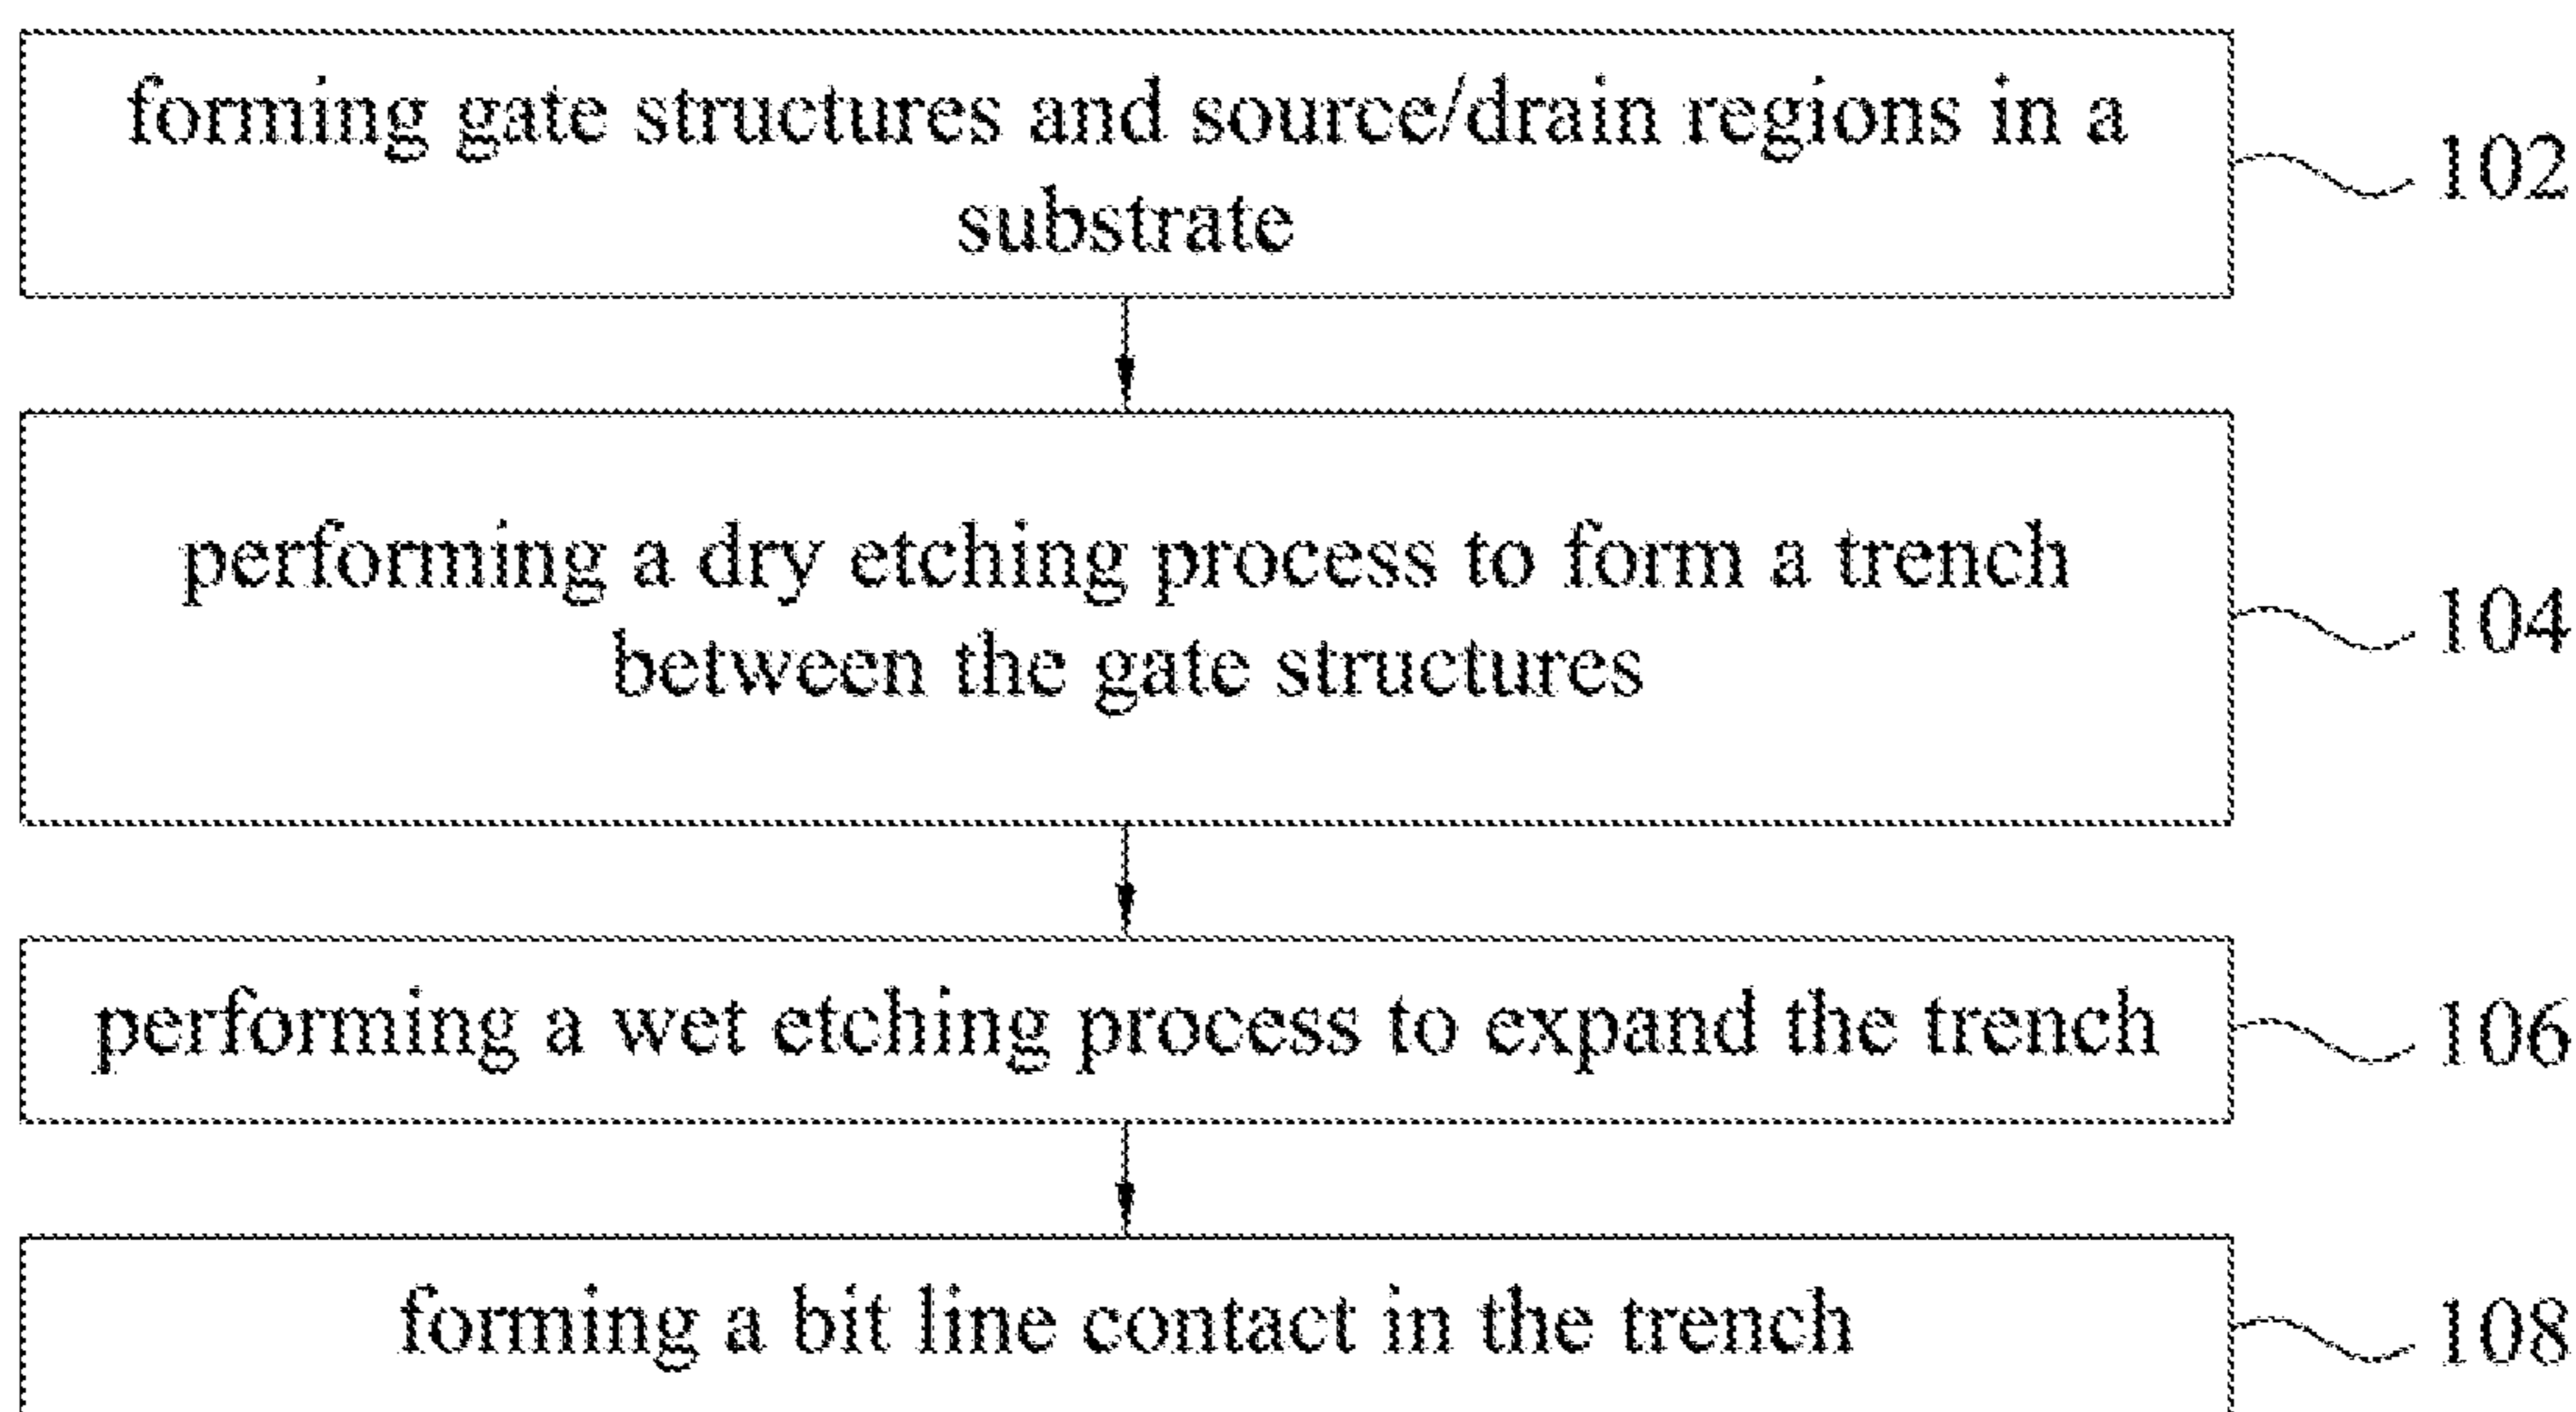 forming gate structures and source/drain regions in a
substrate
102
performing a dry etching process to form a trench
between the gate structures
104
performing a wet etching process to expand the trench
106
forming a bit line contact in the trench
108